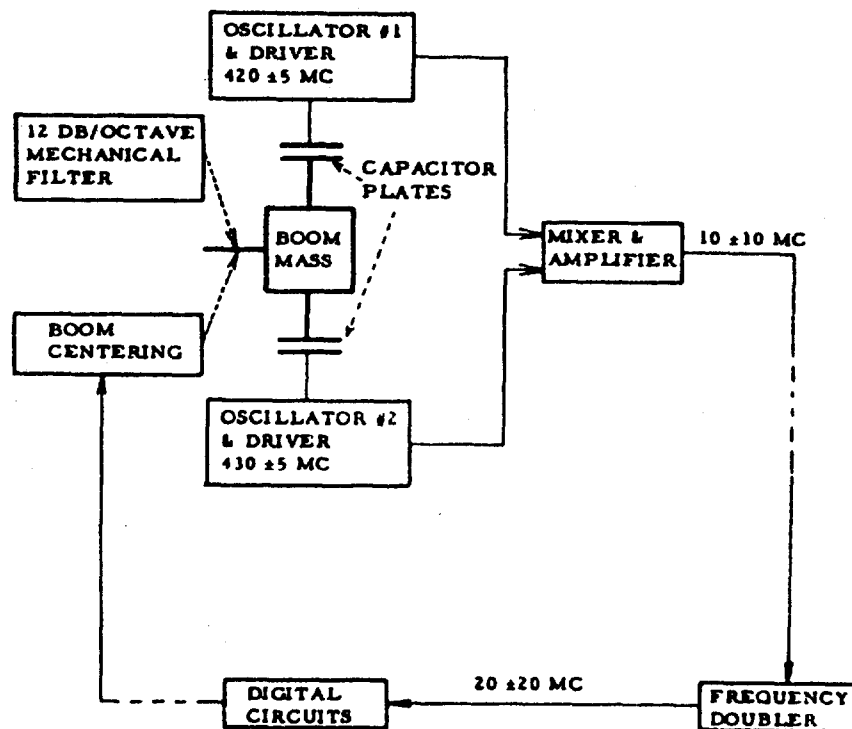 OSCILLATOR #1
& DRIVER
420 ±5 MC
12 DB/OCTAVE
MECHANICAL
FILTER
CAPACITOR
PLATES
BOOM
MASS
MIXER &
AMPLIFIER
10 ±10 MC
BOOM
CENTERING
OSCILLATOR #2
& DRIVER
430 ±5 MC
20 ±20 MC
DIGITAL
CIRCUITS
FREQUENCY
DOUBLER